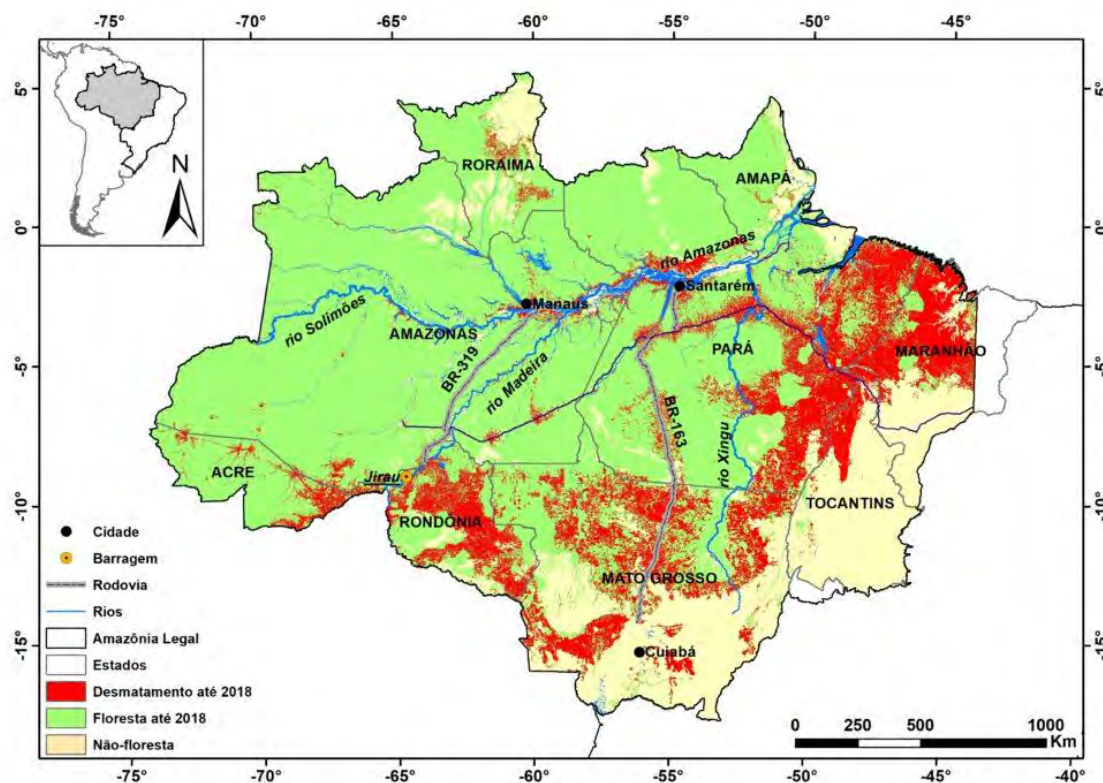 -75° -70° -65° -60° -55° -50° -45°
5° 5°
N
RORAIMA
AMAPÁ
0° 0°
rio Amazonas
Santarém
Manaus
rio Solimões
AMAZONAS
PARÁ
MARANHÃO
-5° -5°
BR-319
rio Madeira
BR-163
rio Xingu
ACRE
Jirau
TOCANTINS
-10° -10°
RONDÔNIA
MATO GROSSO
-15° -15°
Cuiabá
Cidade
Barragem
Rodovia
Rios
Amazônia Legal
Estados
Desmatamento até 2018
Floresta até 2018
Não-floresta
0 250 500 1000
Km
-75° -70° -65° -60° -55° -50° -45° -40°